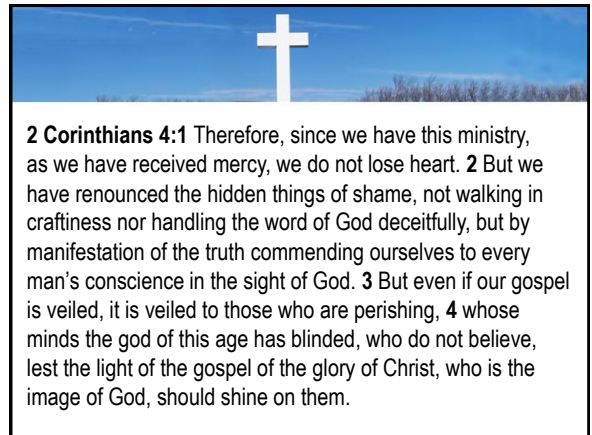 2 Corinthians 4:1 Therefore, since we have this ministry,
as we have received mercy, we do not lose heart. 2 But we
have renounced the hidden things of shame, not walking in
craftiness nor handling the word of God deceitfully, but by
manifestation of the truth commending ourselves to every
man’s conscience in the sight of God. 3 But even if our gospel
is veiled, it is veiled to those who are perishing, 4 whose
minds the god of this age has blinded, who do not believe,
lest the light of the gospel of the glory of Christ, who is the
image of God, should shine on them.